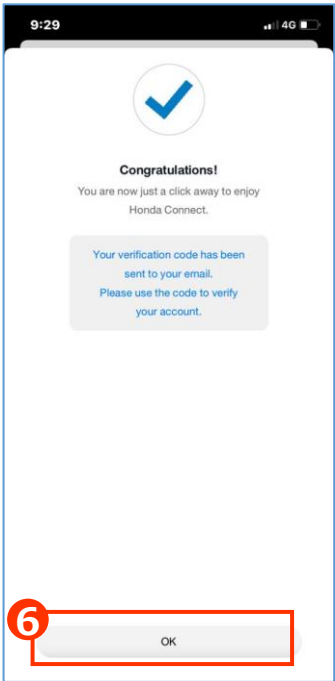 9:29 4G
Congratulations!
You are now just a click away to enjoy
Honda Connect.
Your verification code has been
sent to your email.
Please use the code to verify
your account.
6
OK